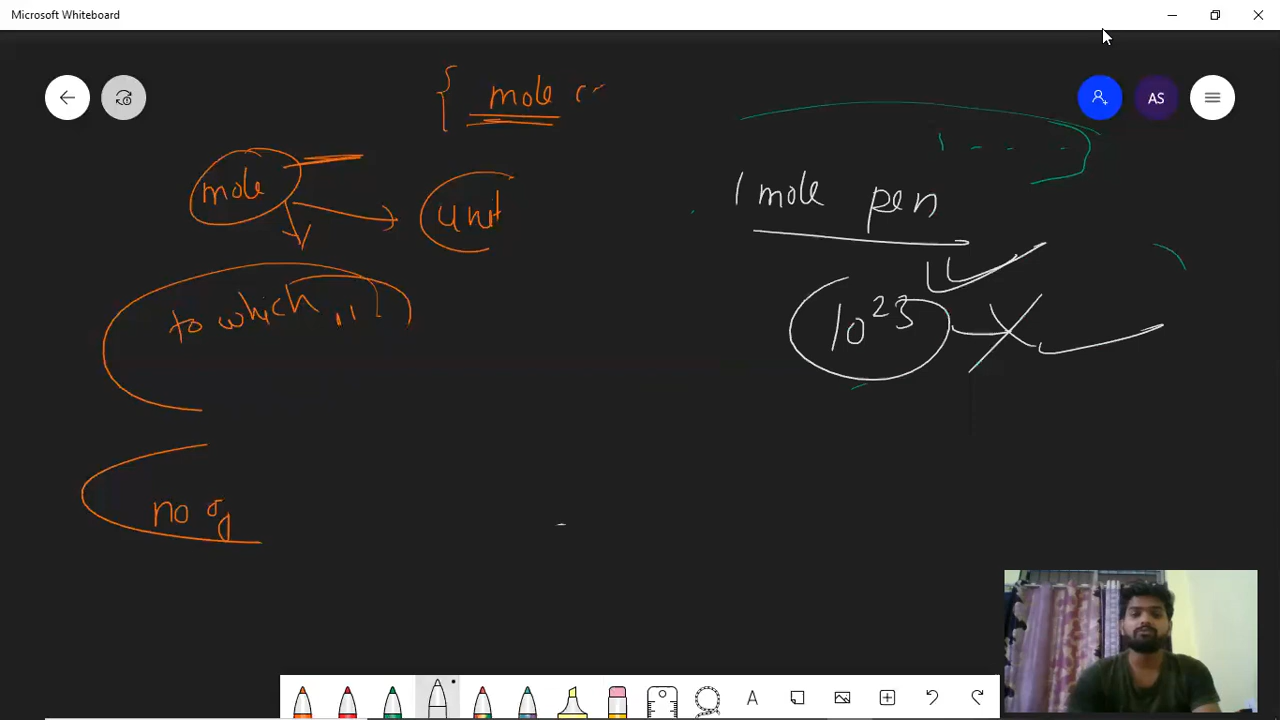 Microsoft Whiteboard
{ mole
AS
mole
unit
1 mole pen
to which ,,
10²³
no of
A